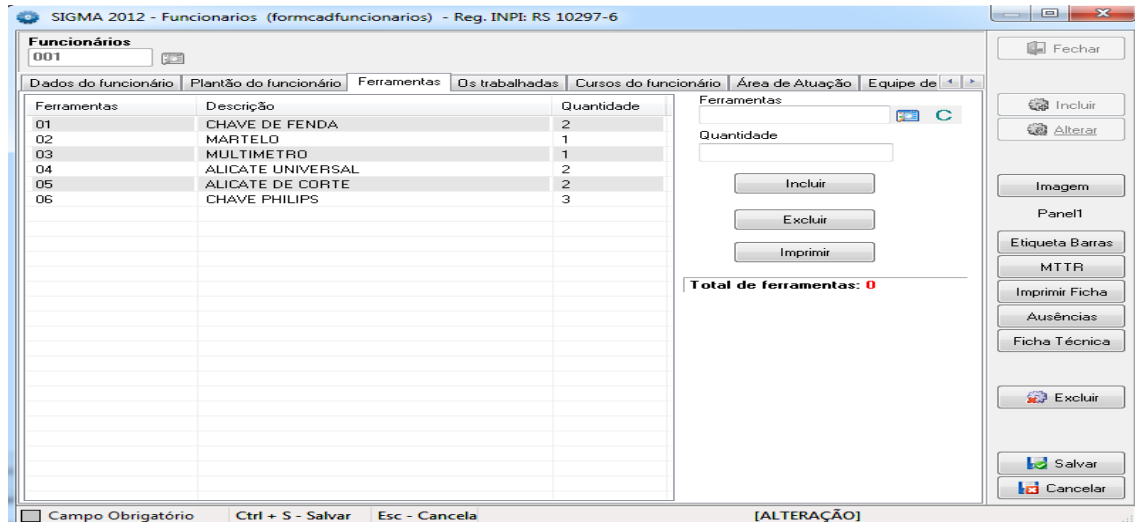 SIGMA 2012 - Funcionarios (formcadfuncionarios) - Reg. INPI: RS 10297-6
Funcionários
001
Dados do funcionário Plantão do funcionário Ferramentas Os trabalhadas Cursos do funcionário Área de Atuação Equipe de
Ferramentas Descrição Quantidade
01 CHAVE DE FENDA 2
02 MARTELO 1
03 MULTIMETRO 1
04 ALICATE UNIVERSAL 2
05 ALICATE DE CORTE 2
06 CHAVE PHILIPS 3
Ferramentas
C
Quantidade
Incluir
Excluir
Imprimir
Total de ferramentas: 0
Fechar
Incluir
Alterar
Imagem
Panel1
Etiqueta Barras
MTTR
Imprimir Ficha
Ausências
Ficha Técnica
Excluir
Salvar
Cancelar
Campo Obrigatório Ctrl + S - Salvar Esc - Cancela [ALTERAÇÃO]